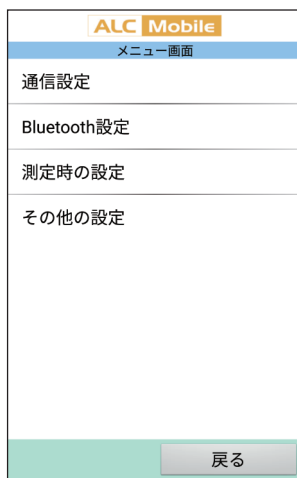 ALC Mobile
メニュー画面
通信設定
Bluetooth設定
測定時の設定
その他の設定
戻る